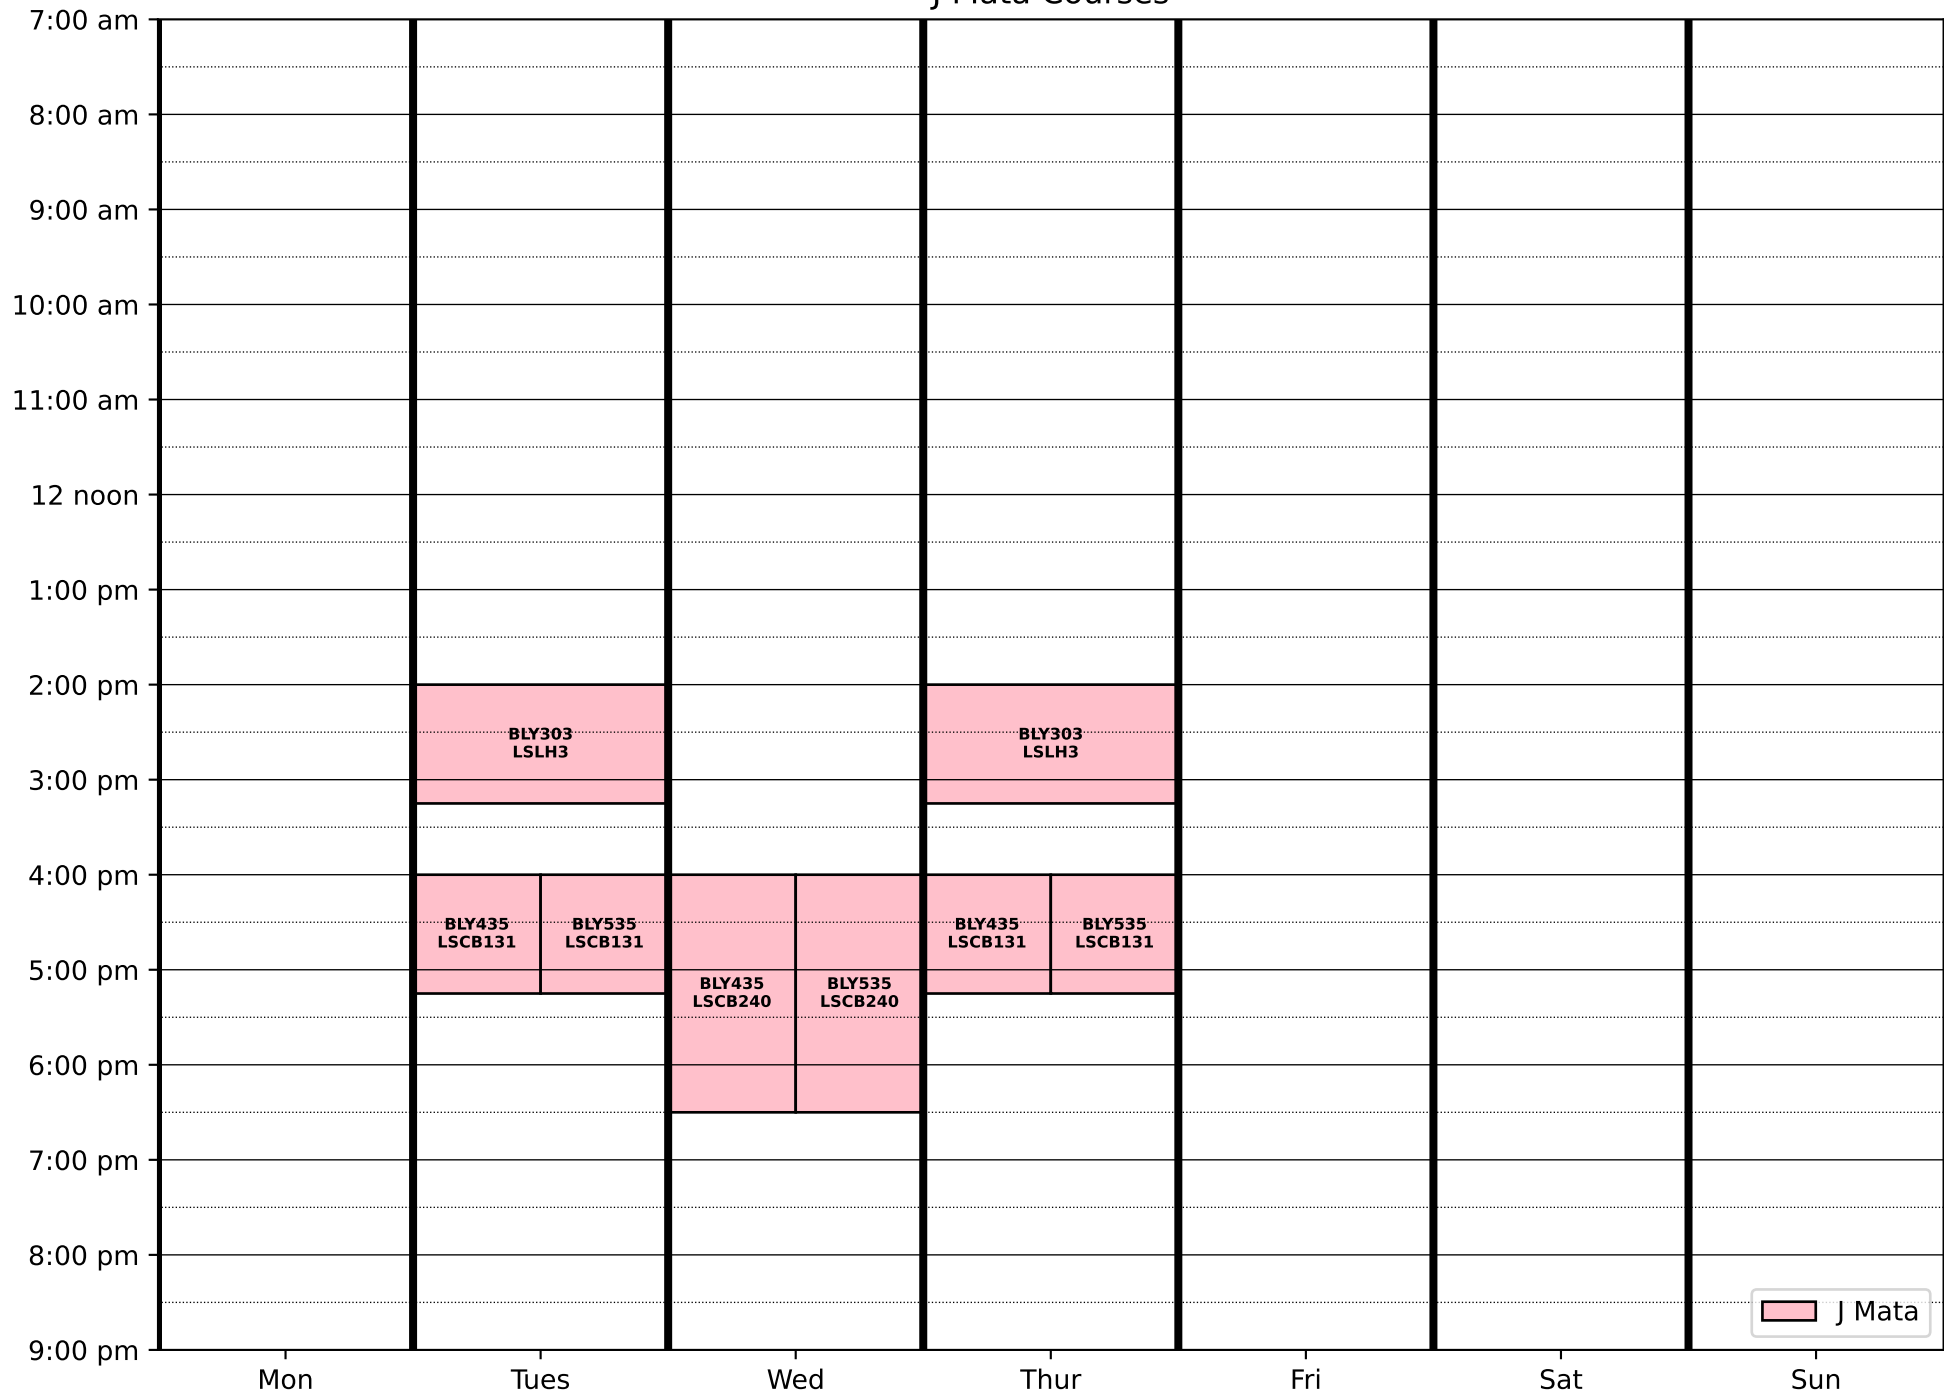 J Mata Courses
7:00 am
8:00 am
9:00 am
10:00 am
11:00 am
12 noon
1:00 pm
2:00 pm
BLY303
LSLH3
BLY303
LSLH3
3:00 pm
4:00 pm
BLY435
LSCB131
BLY535
LSCB131
BLY435
LSCB240
BLY535
LSCB240
BLY435
LSCB131
BLY535
LSCB131
5:00 pm
6:00 pm
7:00 pm
8:00 pm
9:00 pm
J Mata
Mon
Tues
Wed
Thur
Fri
Sat
Sun